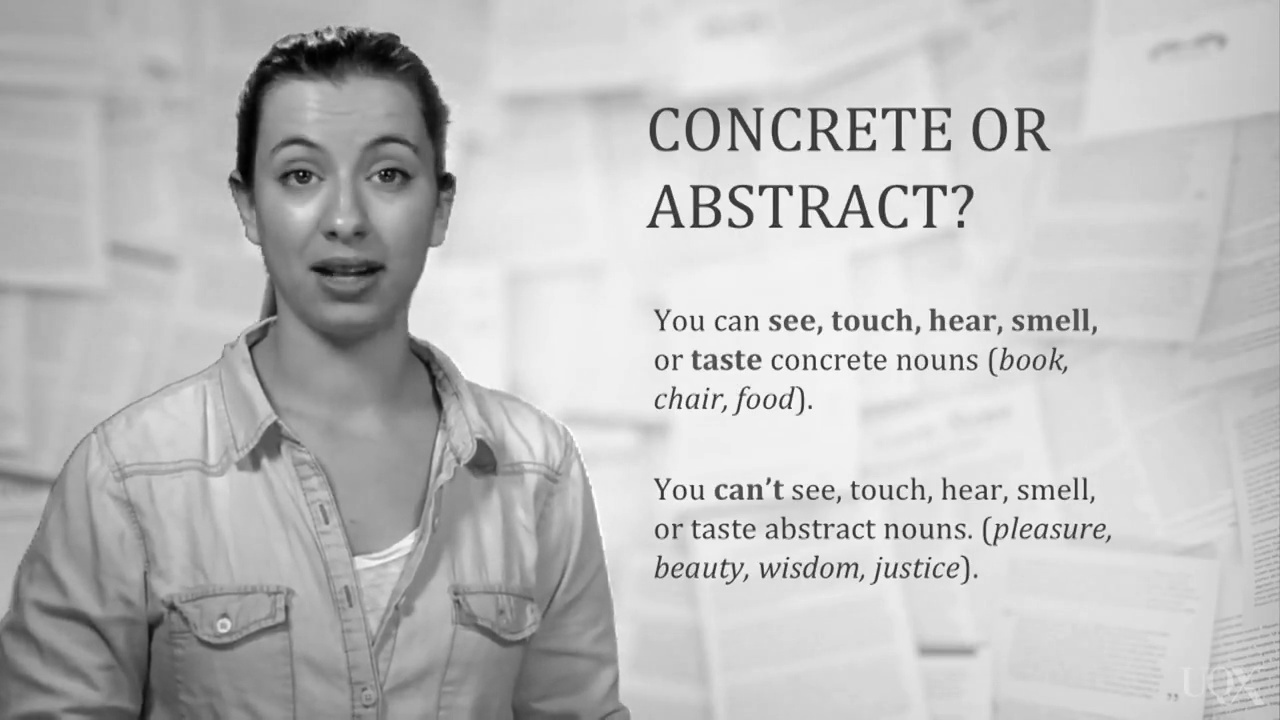 CONCRETE OR
ABSTRACT?
You can see, touch, hear, smell,
or taste concrete nouns (book,
chair, food).
You can’t see, touch, hear, smell,
or taste abstract nouns. (pleasure,
beauty, wisdom, justice).
UQX